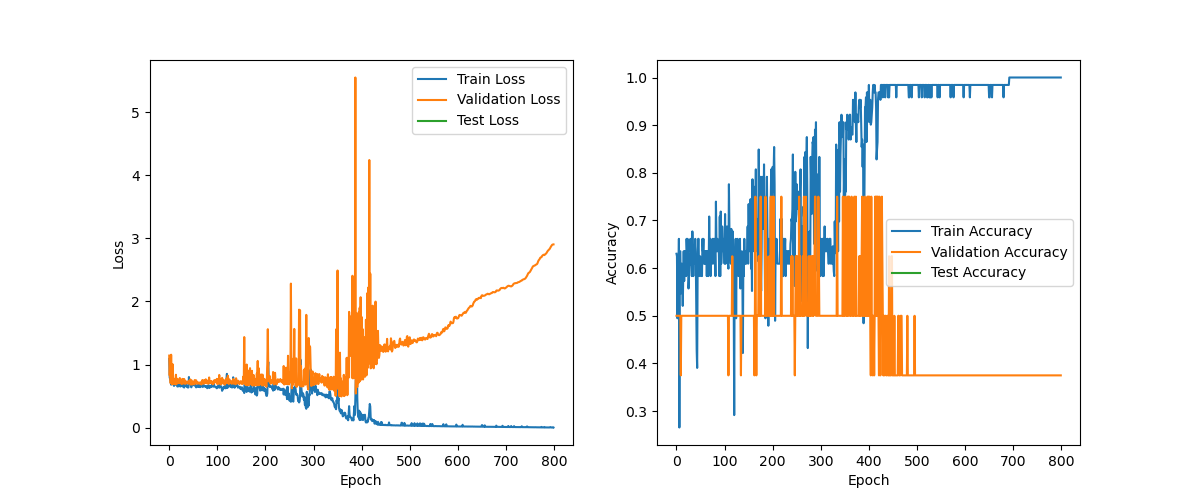 Train Loss
Validation Loss
Test Loss
5
4
3
2
1
0
Loss
0 100 200 300 400 500 600 700 800
Epoch
1.0
0.9
0.8
0.7
0.6
0.5
0.4
0.3
Accuracy
Train Accuracy
Validation Accuracy
Test Accuracy
0 100 200 300 400 500 600 700 800
Epoch